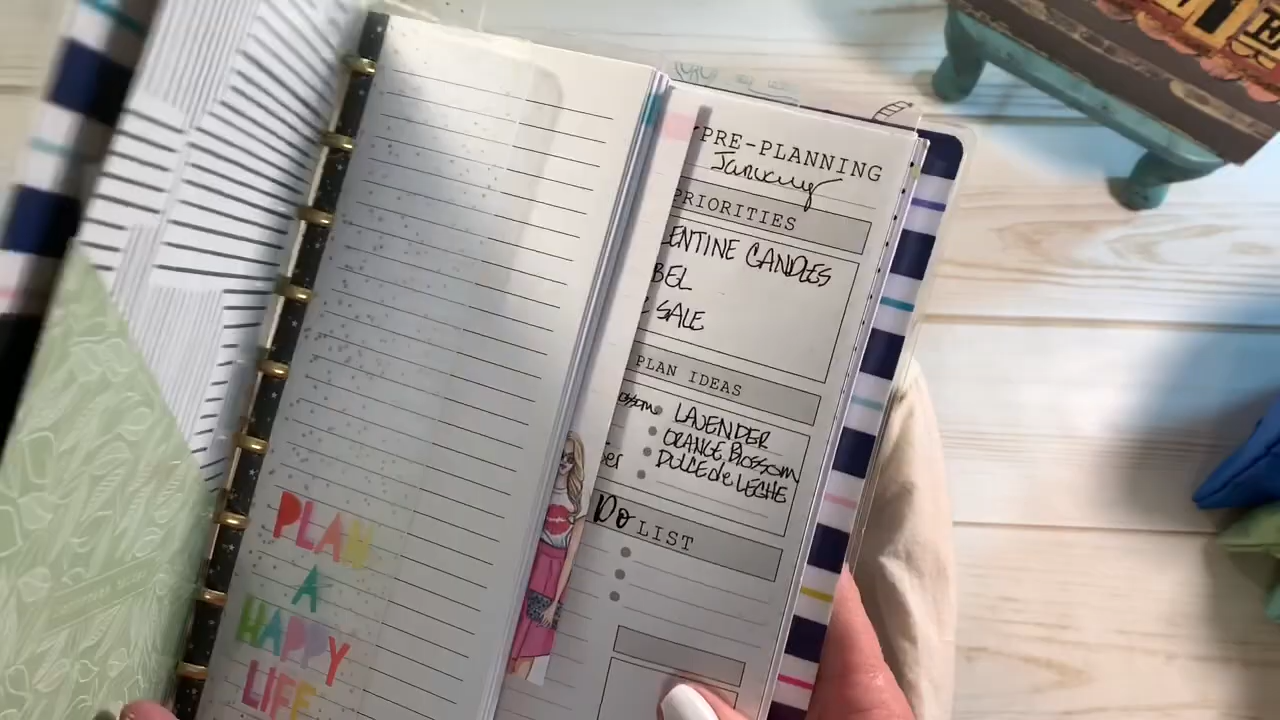 PLAN
A
HAPPY
LIFE
PRE-PLANNING
January
PRIORITIES
ENTINE CANDLES
BEL
SALE
PLAN IDEAS
LAVENDER
ORANGE BLOSSOM
DULCE de LECHE
DO LIST